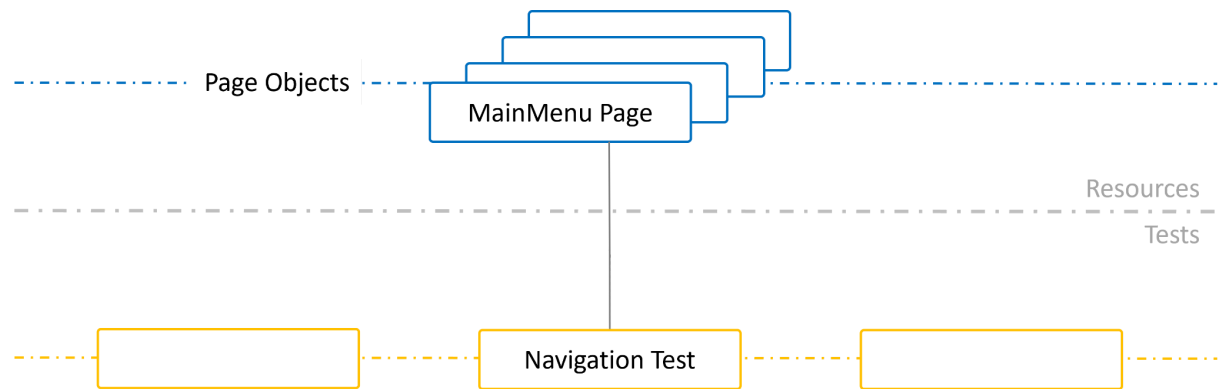 Page Objects
MainMenu Page
Resources
Tests
Navigation Test